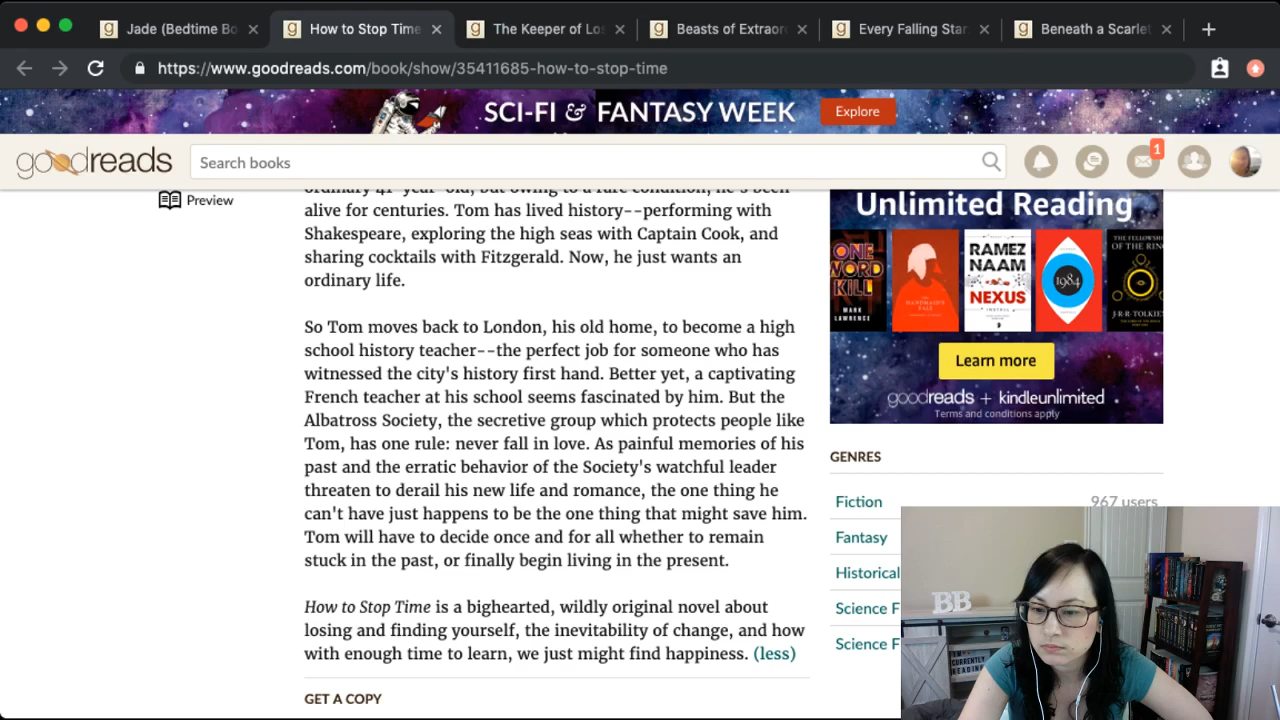 Jade (Bedtime Bo
How to Stop Time
The Keeper of Los
Beasts of Extraor
Every Falling Star
Beneath a Scarlet
https://www.goodreads.com/book/show/35411685-how-to-stop-time
SCI-FI & FANTASY WEEK
Explore
goodreads
Search books
1
Preview
ordinary 41-year-old, but owing to a rare condition, he's been
alive for centuries. Tom has lived history--performing with
Shakespeare, exploring the high seas with Captain Cook, and
sharing cocktails with Fitzgerald. Now, he just wants an
ordinary life.
So Tom moves back to London, his old home, to become a high
school history teacher--the perfect job for someone who has
witnessed the city's history first hand. Better yet, a captivating
French teacher at his school seems fascinated by him. But the
Albatross Society, the secretive group which protects people like
Tom, has one rule: never fall in love. As painful memories of his
past and the erratic behavior of the Society's watchful leader
threaten to derail his new life and romance, the one thing he
can't have just happens to be the one thing that might save him.
Tom will have to decide once and for all whether to remain
stuck in the past, or finally begin living in the present.
How to Stop Time is a bighearted, wildly original novel about
losing and finding yourself, the inevitability of change, and how
with enough time to learn, we just might find happiness. (less)
GET A COPY
Unlimited Reading
ONE
WORD
KILL
MARK
LAWRENCE
THE
HANDMAID'S
TALE
RAMEZ
NAAM
NEXUS
1984
THE FELLOWSHIP
OF THE RING
J·R·R·TOLKIE
Learn more
goodreads + kindleunlimited
Terms and conditions apply
GENRES
Fiction
967 users
Fantasy
Historical
Science F
Science F
BB
CURRENTLY
READING